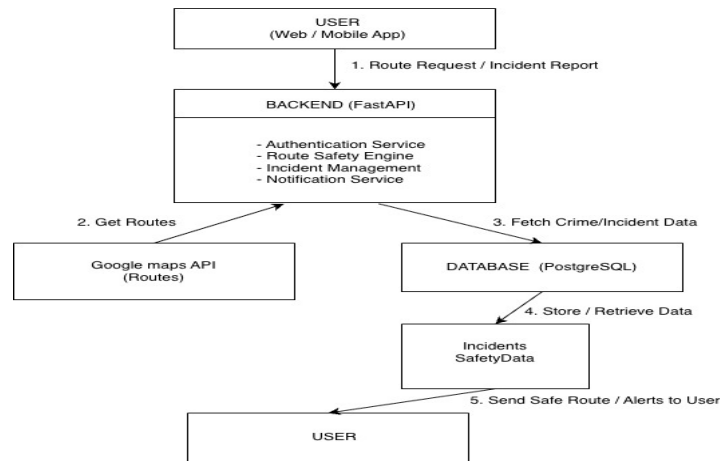 USER
(Web / Mobile App)
1. Route Request / Incident Report
BACKEND (FastAPI)
- Authentication Service
- Route Safety Engine
- Incident Management
- Notification Service
2. Get Routes
3. Fetch Crime/Incident Data
Google maps API
(Routes)
DATABASE (PostgreSQL)
4. Store / Retrieve Data
Incidents
SafetyData
5. Send Safe Route / Alerts to User
USER